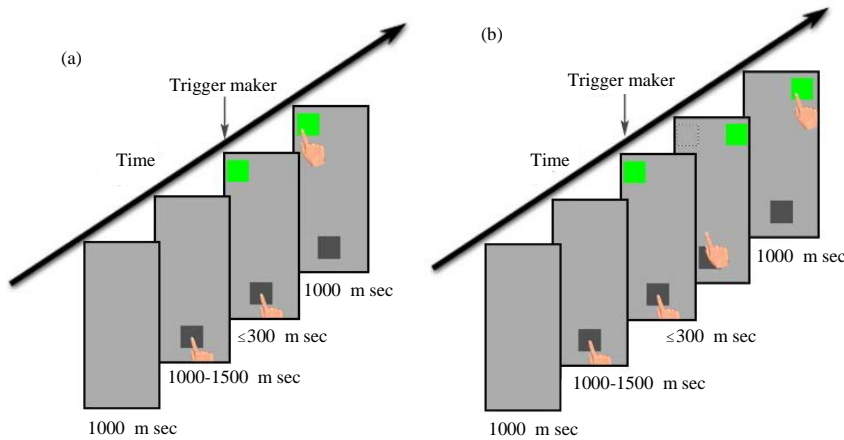 (a)
Trigger maker
Time
1000 m sec
≤300 m sec
1000-1500 m sec
1000 m sec
(b)
Trigger maker
Time
1000 m sec
≤300 m sec
1000-1500 m sec
1000 m sec